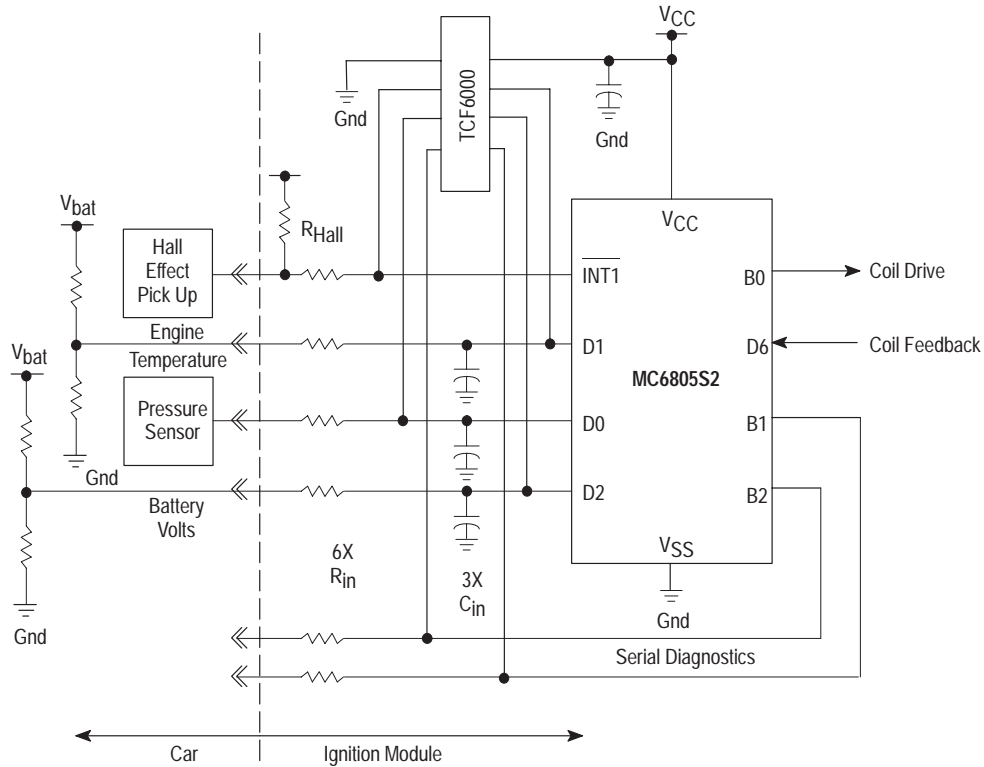 VCC
TCF6000
Gnd
Gnd
Vbat
RHall
VCC
Hall
Effect
Pick Up
INT1
B0
Coil Drive
Engine
Temperature
Vbat
D1
D6
Coil Feedback
MC6805S2
Pressure
Sensor
D0
B1
Gnd
D2
B2
Battery
Volts
VSS
6X
Rin
3X
Cin
Gnd
Gnd
Serial Diagnostics
Car
Ignition Module